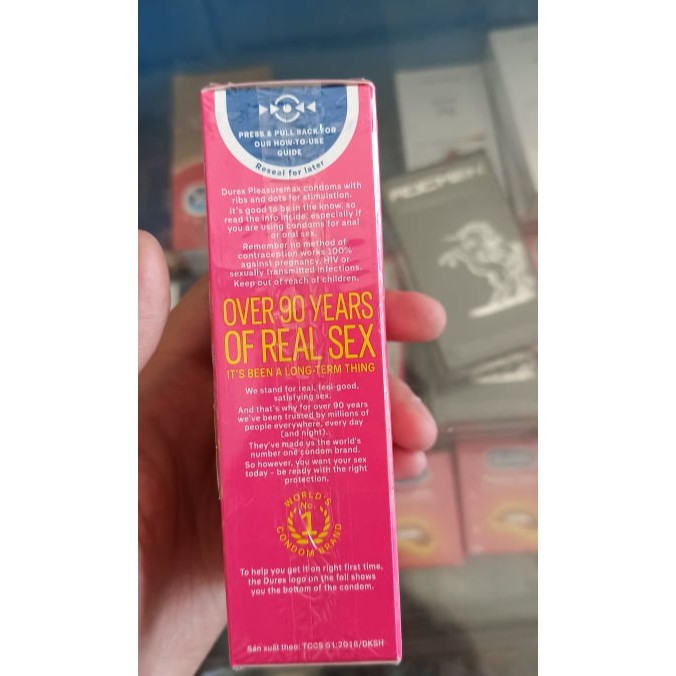 PRESS & PULL BACK FOR
OUR HOW-TO-USE
GUIDE
Reseal for later
Durex Pleasuremax condoms with
ribs and dots for stimulation.
It's good to be in the know, so
read the info inside, especially if
you are using condoms for anal
or oral sex.
Remember no method of
contraception works 100%
against pregnancy, HIV or
sexually transmitted infections.
Keep out of reach of children.
OVER 90 YEARS
OF REAL SEX
IT'S BEEN A LONG-TERM THING
We stand for real, feel-good,
satisfying sex.
And that's why for over 90 years
we've been trusted by millions of
people everywhere, every day
(and night).
They've made us the world's
number one condom brand.
So however, you want your sex
today - be ready with the right
protection.
WORLD'S
No.
1
CONDOM BRAND
To help you get it on right first time,
the Durex logo on the foil shows
you the bottom of the condom.
Sản xuất theo: TCCS 01:2018/DKSH